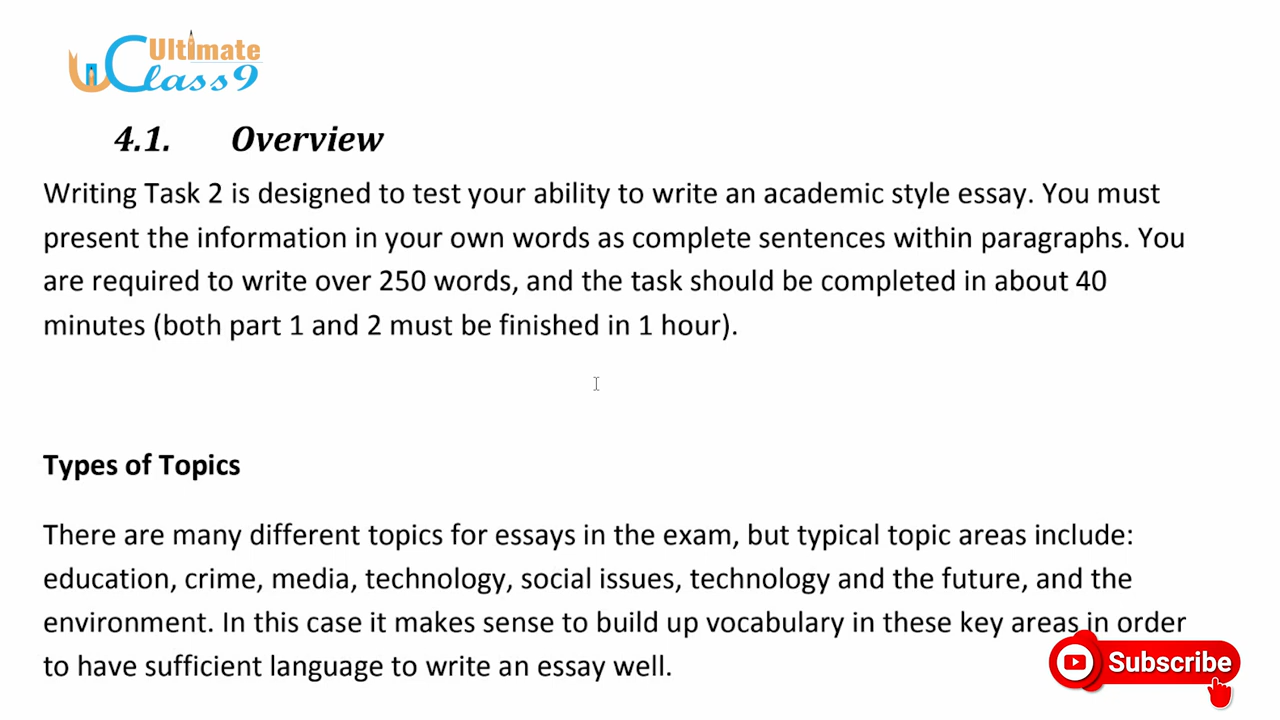 Ultimate
Class9
4.1. Overview
Writing Task 2 is designed to test your ability to write an academic style essay. You must
present the information in your own words as complete sentences within paragraphs. You
are required to write over 250 words, and the task should be completed in about 40
minutes (both part 1 and 2 must be finished in 1 hour).
Types of Topics
There are many different topics for essays in the exam, but typical topic areas include:
education, crime, media, technology, social issues, technology and the future, and the
environment. In this case it makes sense to build up vocabulary in these key areas in order
to have sufficient language to write an essay well.
Subscribe